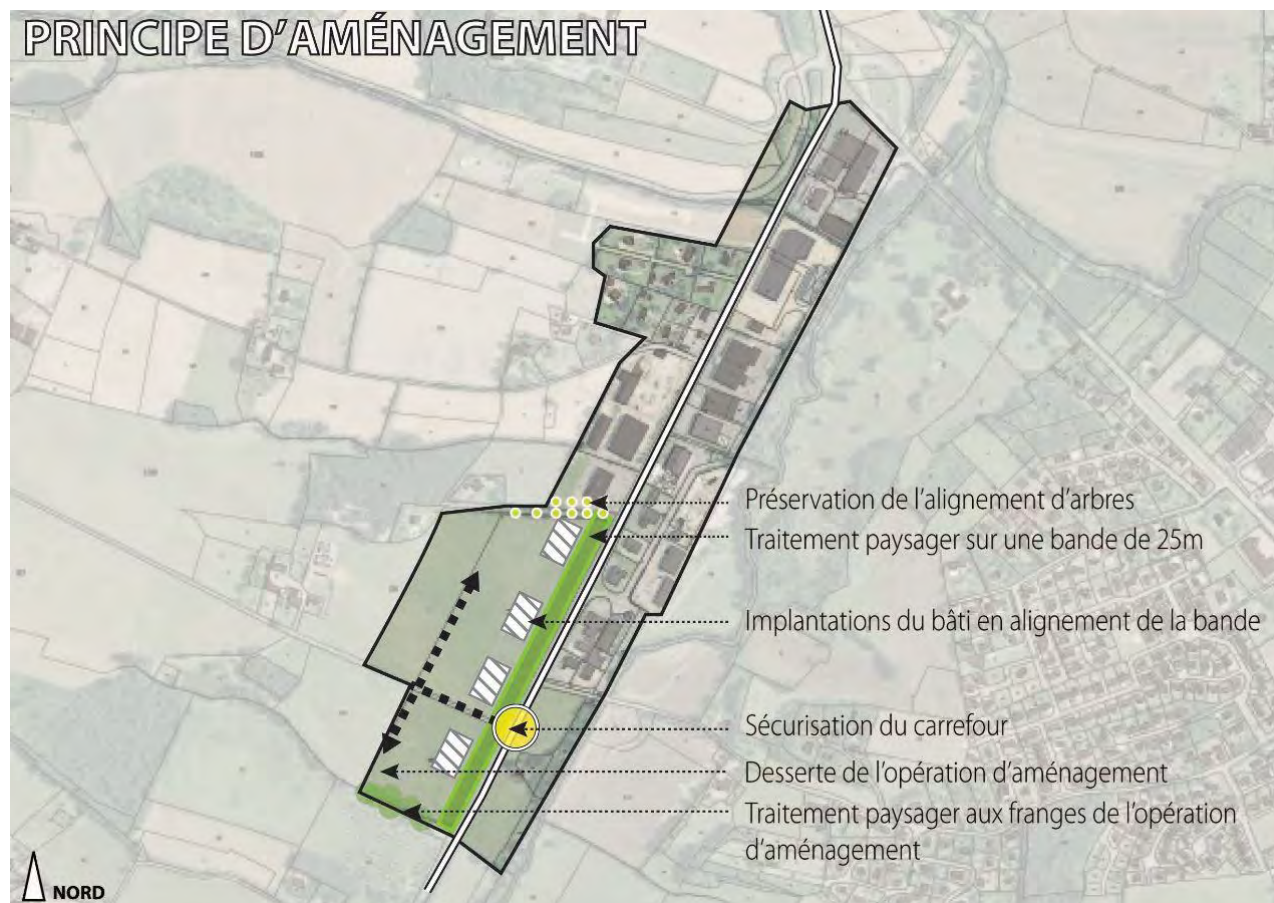 PRINCIPE D'AMÉNAGEMENT
Préservation de l'alignement d'arbres
Traitement paysager sur une bande de 25m
Implantations du bâti en alignement de la bande
Sécurisation du carrefour
Desserte de l'opération d'aménagement
Traitement paysager aux franges de l'opération
d'aménagement
NORD